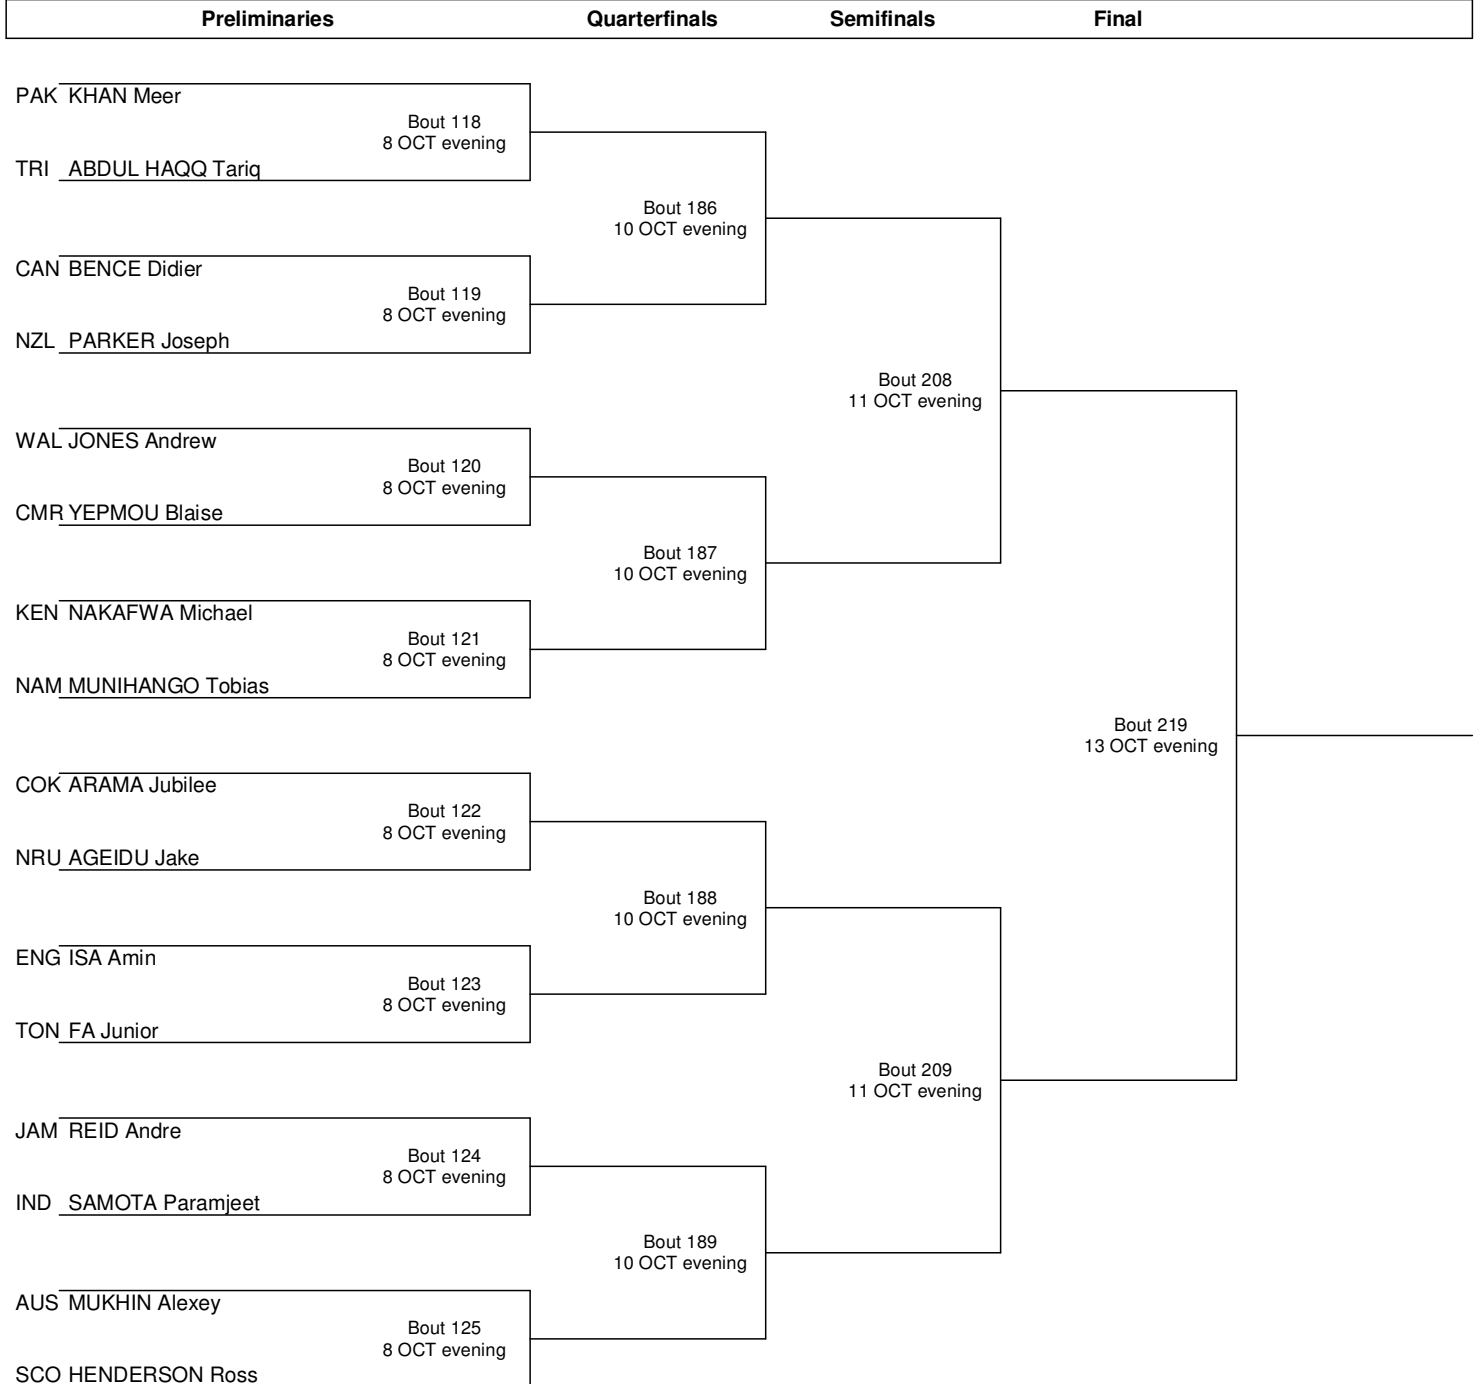 Preliminaries Quarterfinals Semifinals Final
PAK KHAN Meer
Bout 118
8 OCT evening
TRI ABDUL HAQQ Tariq
Bout 186
10 OCT evening
CAN BENCE Didier
Bout 119
8 OCT evening
NZL PARKER Joseph
Bout 208
11 OCT evening
WAL JONES Andrew
Bout 120
8 OCT evening
CMR YEPMOU Blaise
Bout 187
10 OCT evening
KEN NAKAFWA Michael
Bout 121
8 OCT evening
NAM MUNIHANGO Tobias
Bout 219
13 OCT evening
COK ARAMA Jubilee
Bout 122
8 OCT evening
NRU AGEIDU Jake
Bout 188
10 OCT evening
ENG ISA Amin
Bout 123
8 OCT evening
TON FA Junior
Bout 209
11 OCT evening
JAM REID Andre
Bout 124
8 OCT evening
IND SAMOTA Paramjeet
Bout 189
10 OCT evening
AUS MUKHIN Alexey
Bout 125
8 OCT evening
SCO HENDERSON Ross